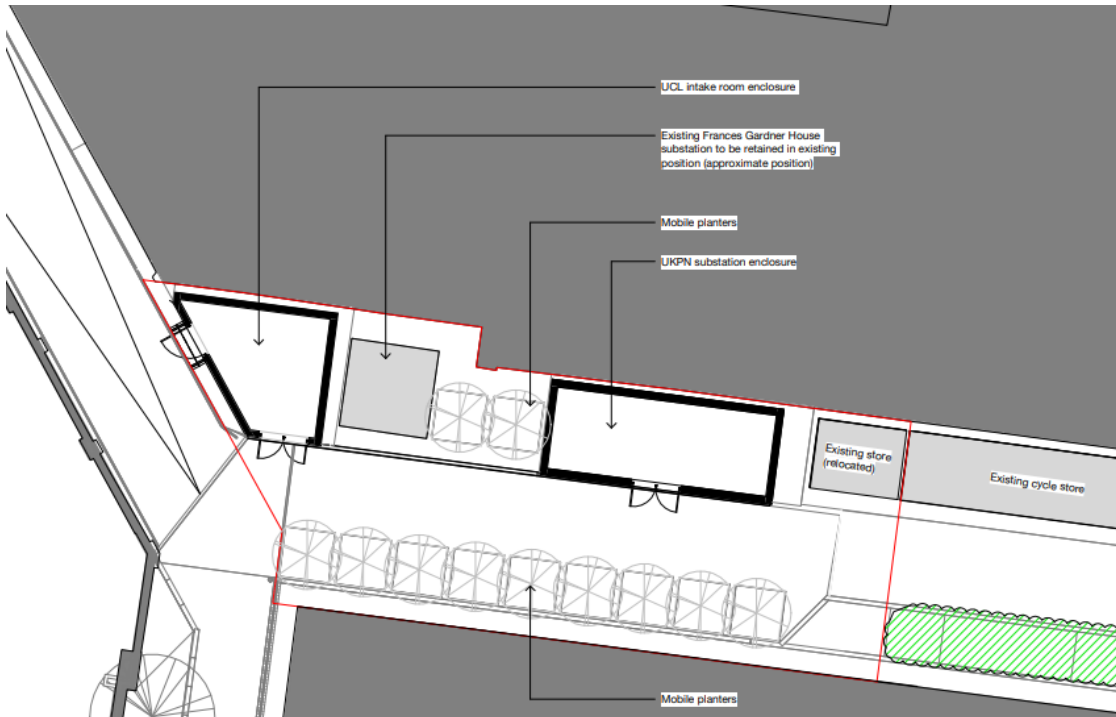 UCL intake room enclosure
Existing Frances Gardner House
substation to be retained in existing
position (approximate position)
Mobile planters
UKPN substation enclosure
Existing store
(relocated)
Existing cycle store
Mobile planters